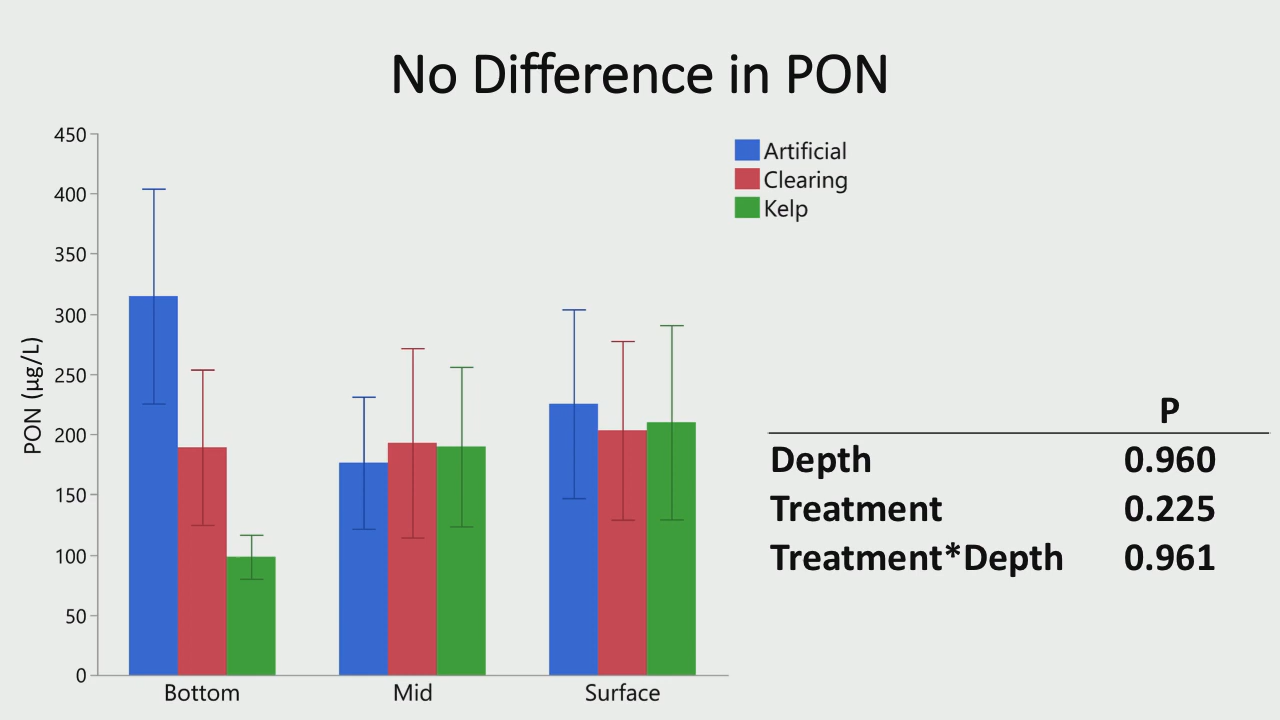 No Difference in PON
450
400
350
300
250
200
150
100
50
0
PON (µg/L)
Bottom Mid Surface
Artificial
Clearing
Kelp
P
Depth 0.960
Treatment 0.225
Treatment*Depth 0.961